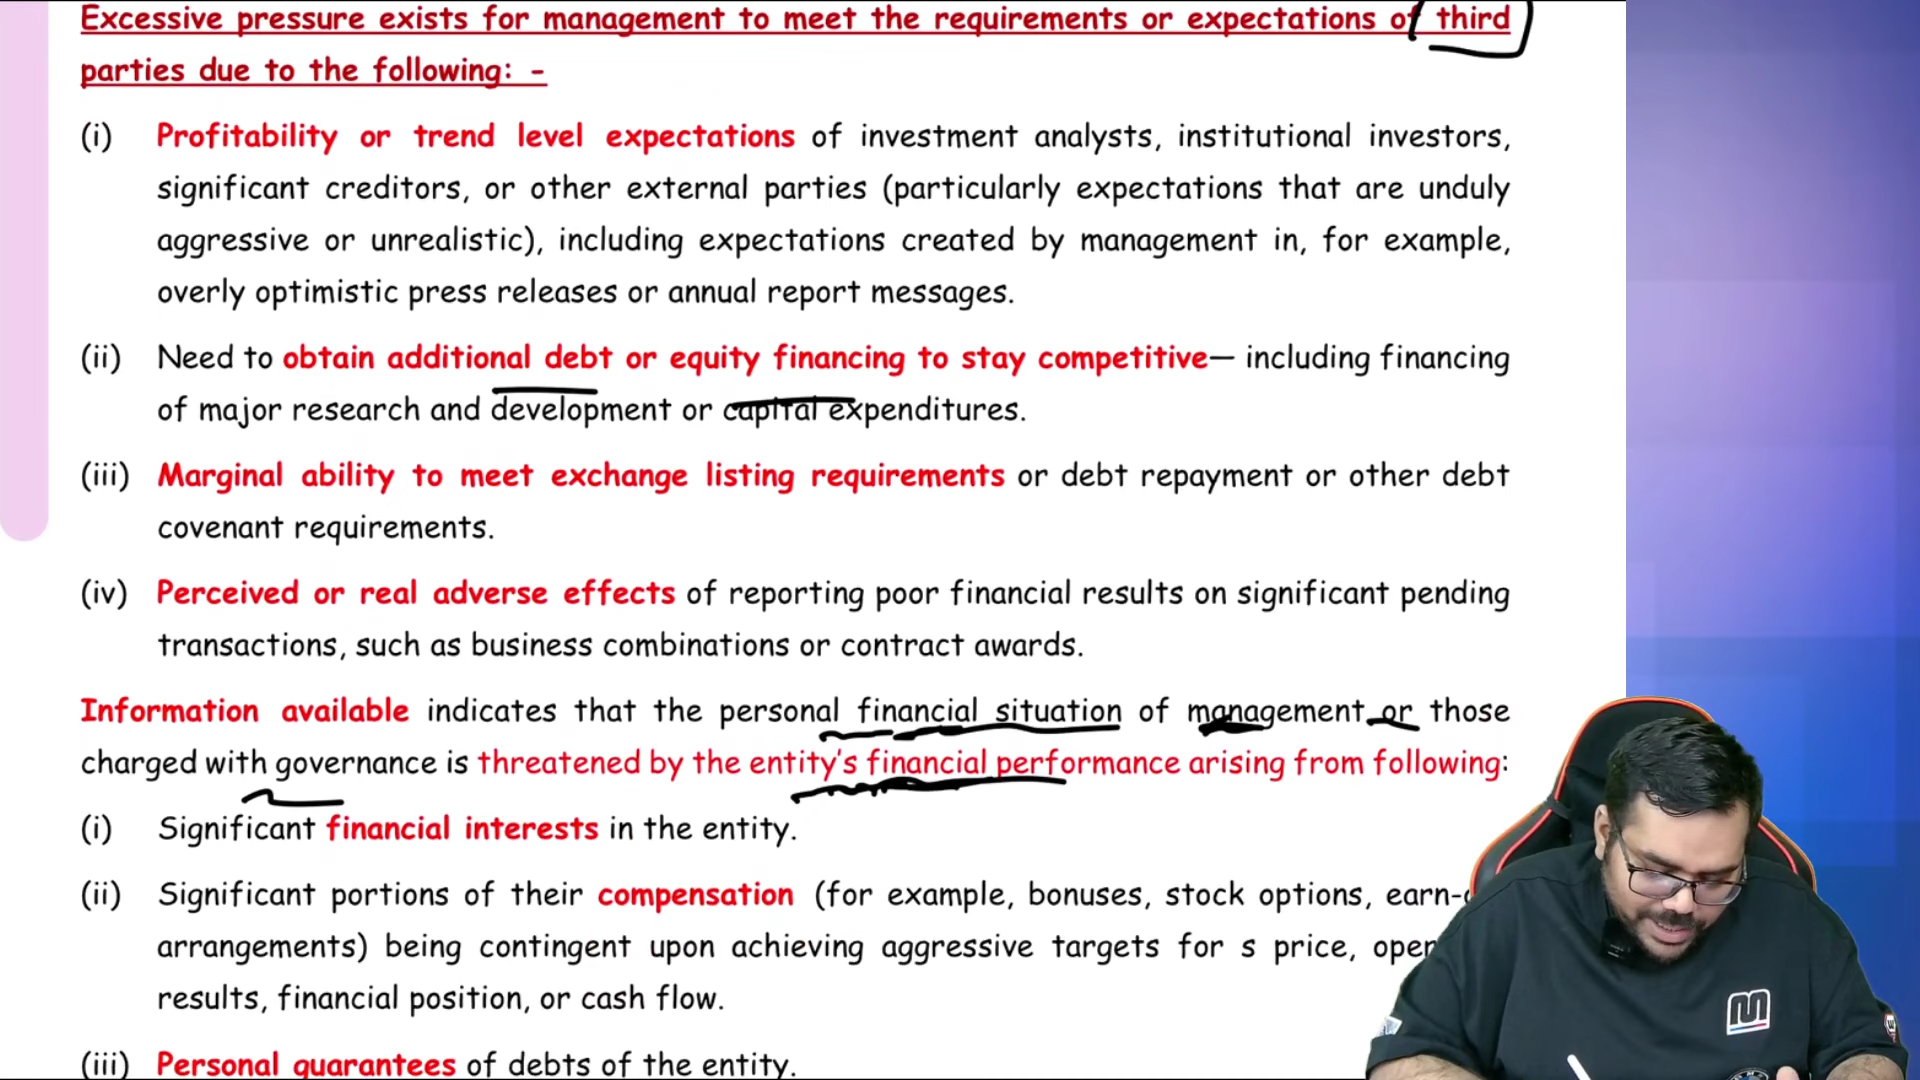 Excessive pressure exists for management to meet the requirements or expectations of third
parties due to the following: -
(i) Profitability or trend level expectations of investment analysts, institutional investors,
significant creditors, or other external parties (particularly expectations that are unduly
aggressive or unrealistic), including expectations created by management in, for example,
overly optimistic press releases or annual report messages.
(ii) Need to obtain additional debt or equity financing to stay competitive— including financing
of major research and development or capital expenditures.
(iii) Marginal ability to meet exchange listing requirements or debt repayment or other debt
covenant requirements.
(iv) Perceived or real adverse effects of reporting poor financial results on significant pending
transactions, such as business combinations or contract awards.
Information available indicates that the personal financial situation of management or those
charged with governance is threatened by the entity's financial performance arising from following:
(i) Significant financial interests in the entity.
(ii) Significant portions of their compensation (for example, bonuses, stock options, earn-
arrangements) being contingent upon achieving aggressive targets for s price,
results, financial position, or cash flow.
(iii) Personal guarantees of debts of the entity.